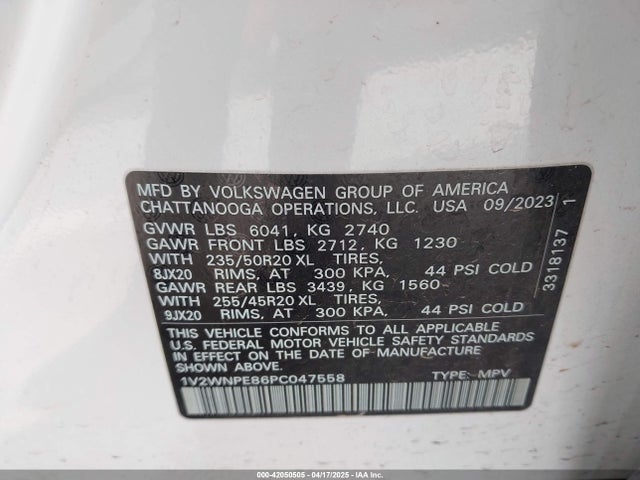 MFD BY VOLKSWAGEN GROUP OF AMERICA
CHATTANOOGA OPERATIONS, LLC. USA 09/2023
GVWR LBS 6041, KG 2740
GAWR FRONT LBS 2712, KG 1230
WITH 235/50R20 XL TIRES,
8JX20 RIMS, AT 300 KPA, 44 PSI COLD
GAWR REAR LBS 3439, KG 1560
WITH 255/45R20 XL TIRES,
9JX20 RIMS, AT 300 KPA, 44 PSI COLD
THIS VEHICLE CONFORMS TO ALL APPLICABLE
U.S. FEDERAL MOTOR VEHICLE SAFETY STANDARDS
IN EFFECT ON THE DATE OF MANUFACTURE
SHOWN ABOVE.
1V2WNPE86PC047558 TYPE: MPV
3318137 1
000-42050505 - 04/17/2025 - IAA Inc.